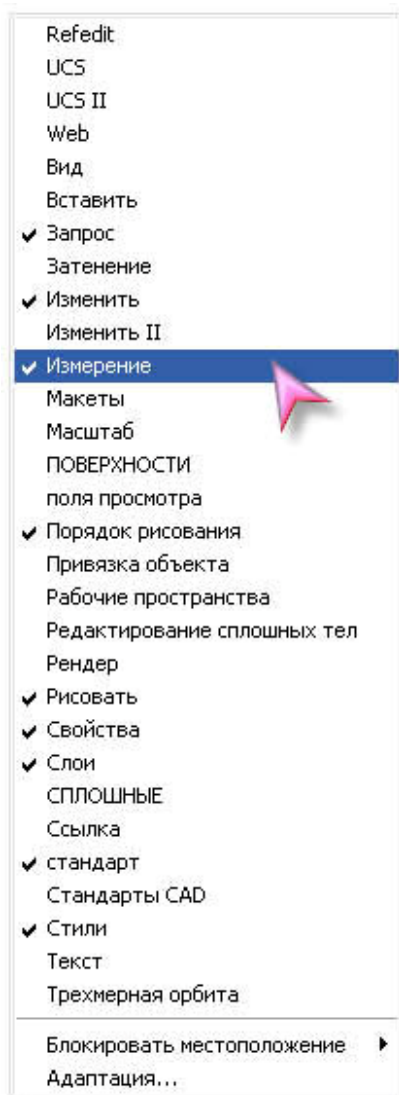 Refedit
UCS
UCS II
Web
Вид
Вставить
Запрос
Затенение
Изменить
Изменить II
Измерение
Макеты
Масштаб
ПОВЕРХНОСТИ
поля просмотра
Порядок рисования
Привязка объекта
Рабочие пространства
Редактирование сплошных тел
Рендер
Рисовать
Свойства
Слои
СПЛОШНЫЕ
Ссылка
стандарт
Стандарты CAD
Стили
Текст
Трехмерная орбита
Блокировать местоположение
Адаптация...